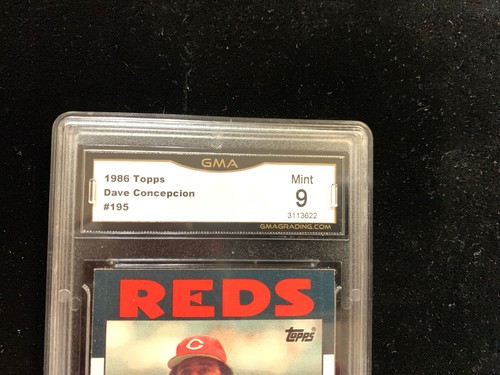 GMA
1986 Topps
Dave Concepcion
#195
Mint
9
3113622
GMAGRADING.COM
REDS
topps®
C